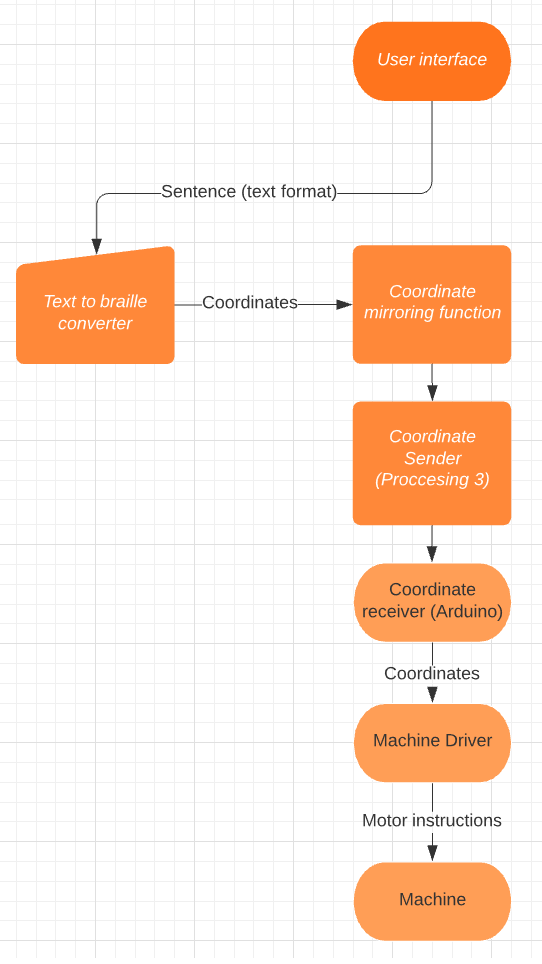 User interface
Sentence (text format)
Text to braille
converter
Coordinates
Coordinate
mirroring function
Coordinate
Sender
(Proccesing 3)
Coordinate
receiver (Arduino)
Coordinates
Machine Driver
Motor instructions
Machine